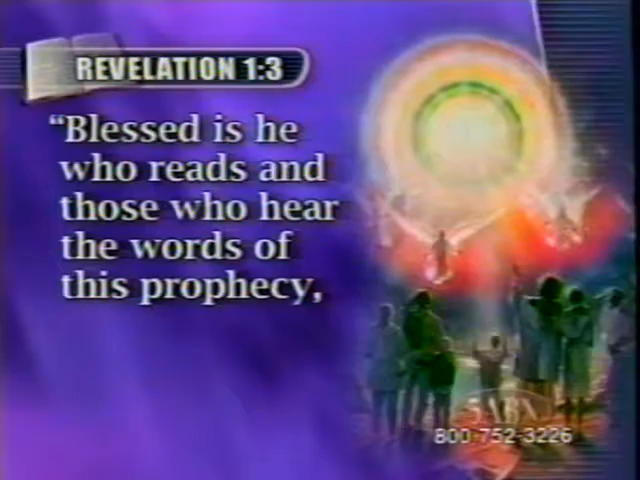 REVELATION 1:3
“Blessed is he
who reads and
those who hear
the words of
this prophecy,
3ABN
800-752-3226